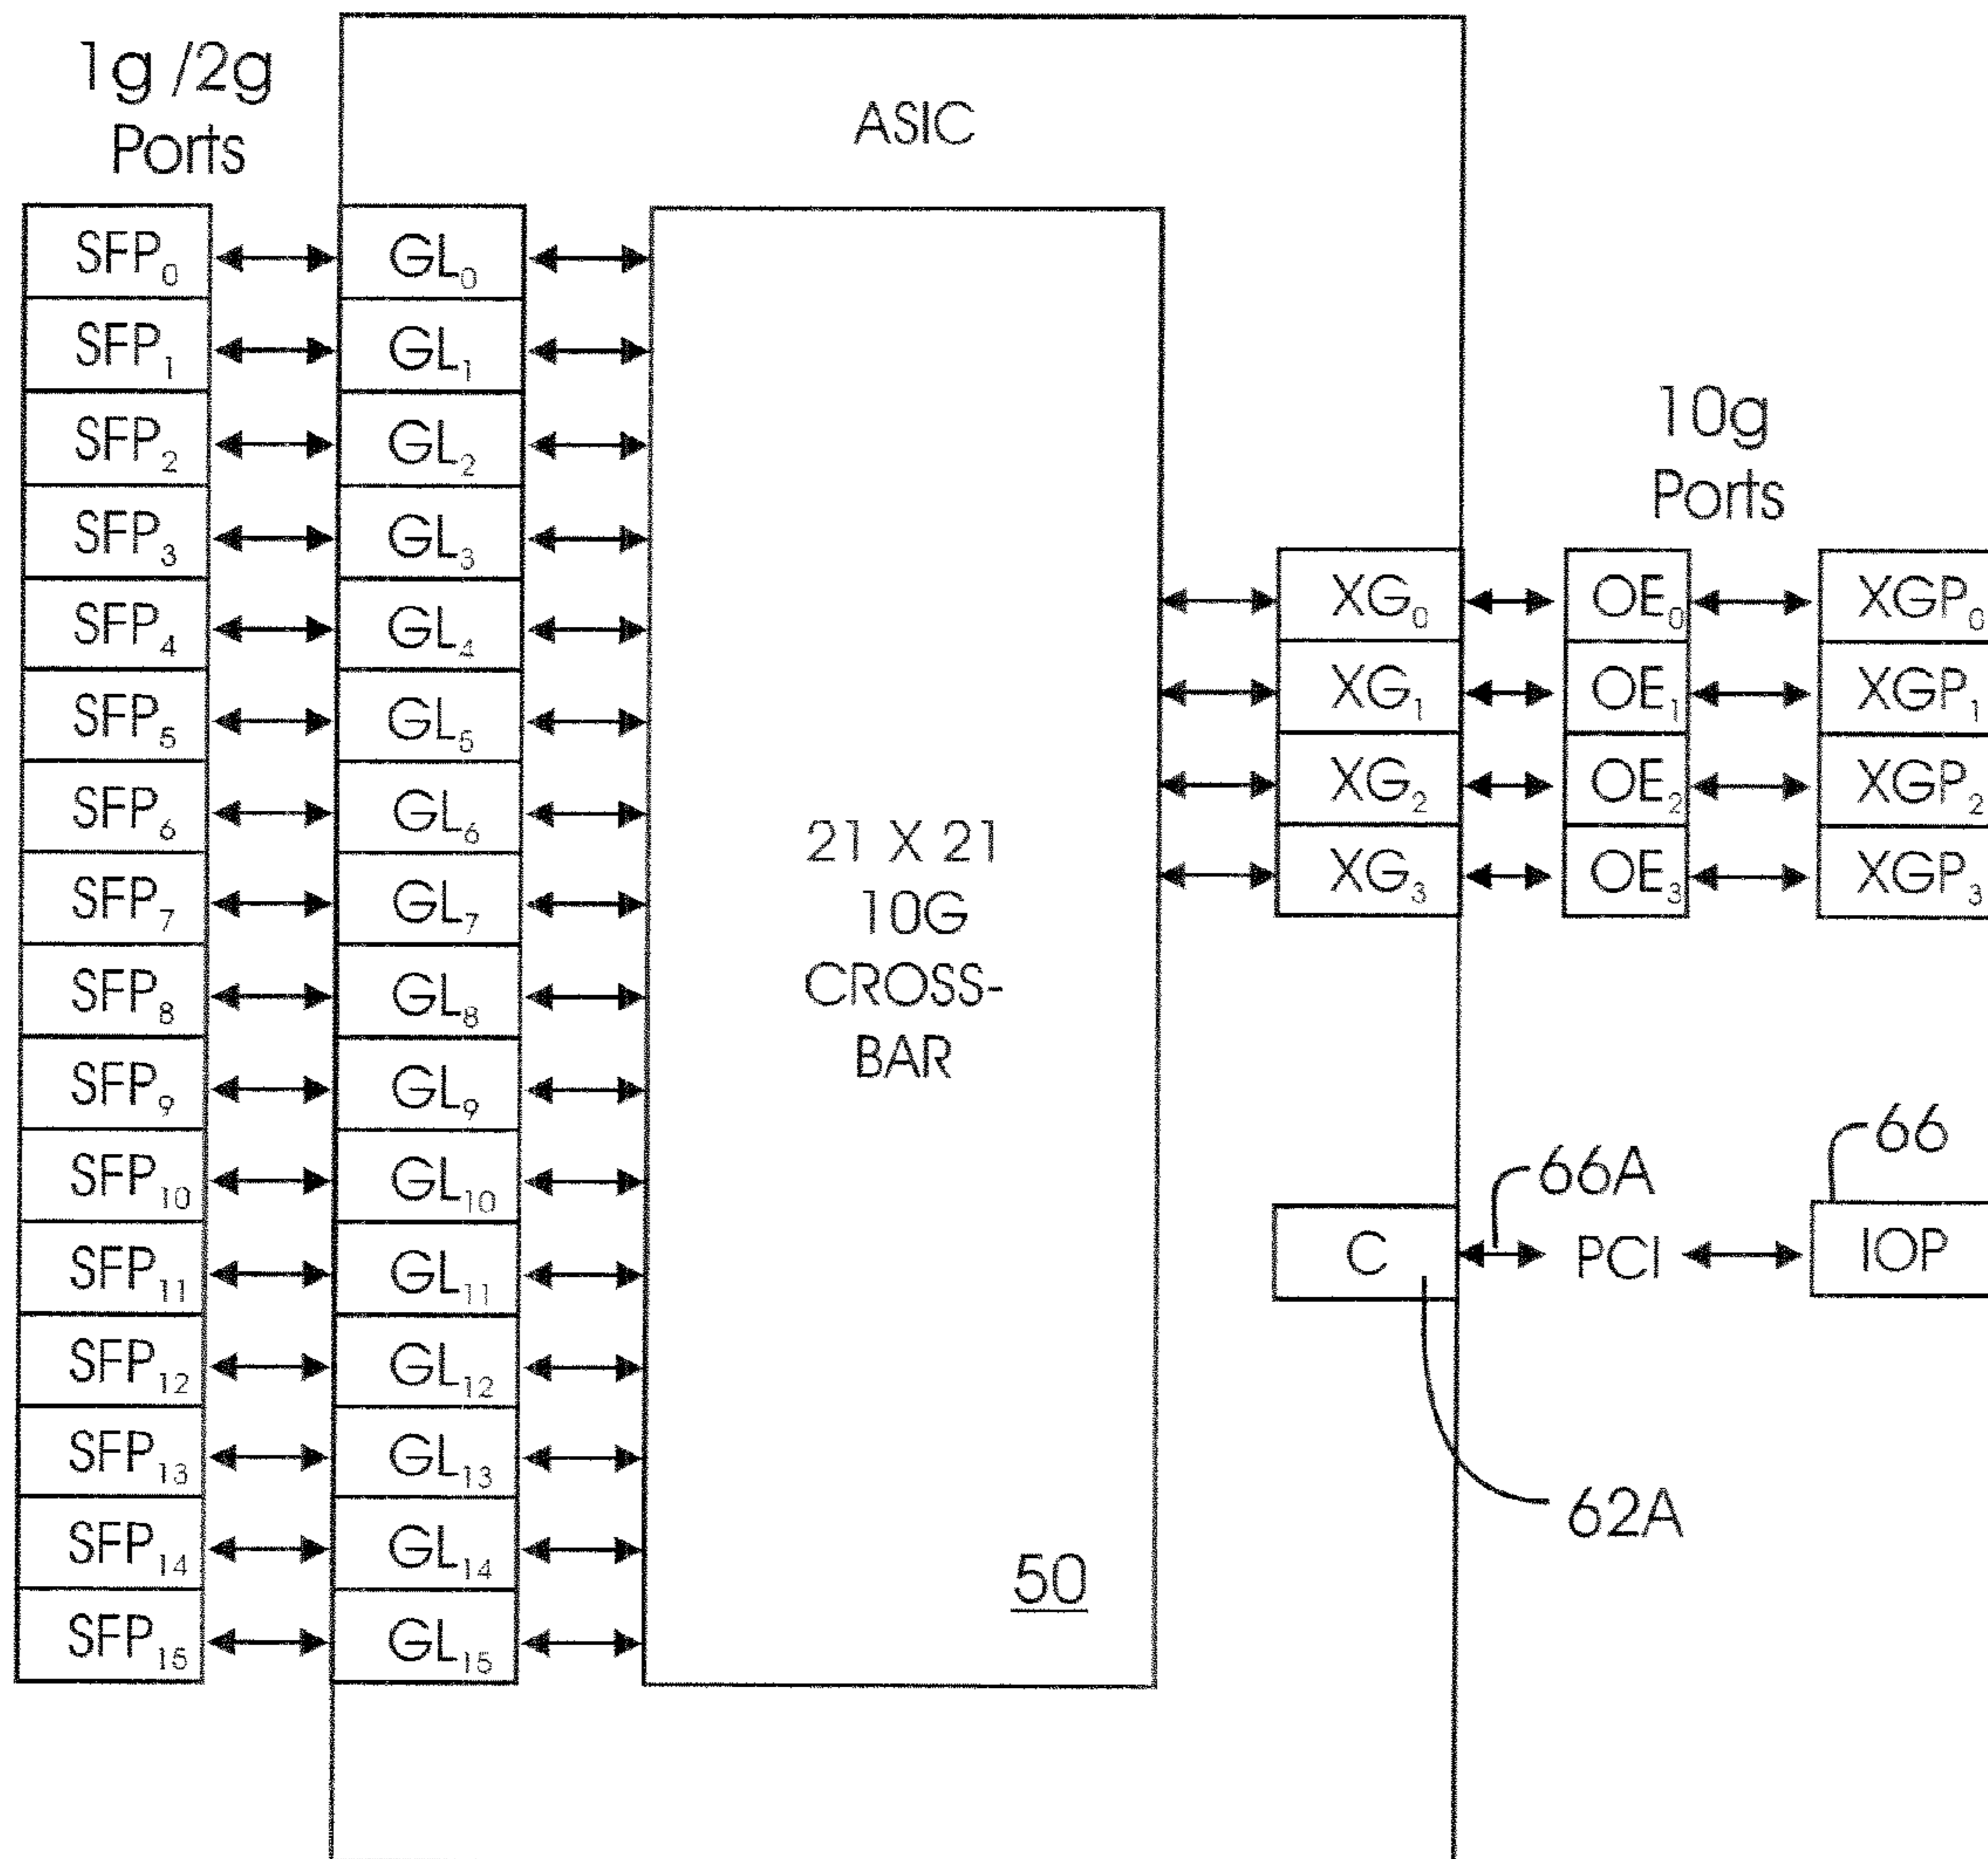 1g /2g
Ports
ASIC
SFP0 GL0
SFP1 GL1
SFP2 GL2
SFP3 GL3
SFP4 GL4
SFP5 GL5
SFP6 GL6
SFP7 GL7
SFP8 GL8
SFP9 GL9
SFP10 GL10
SFP11 GL11
SFP12 GL12
SFP13 GL13
SFP14 GL14
SFP15 GL15
21 X 21
10G
CROSS-
BAR
50
10g
Ports
XG0 OE0 XGP0
XG1 OE1 XGP1
XG2 OE2 XGP2
XG3 OE3 XGP3
66A
66
C PCI IOP
62A